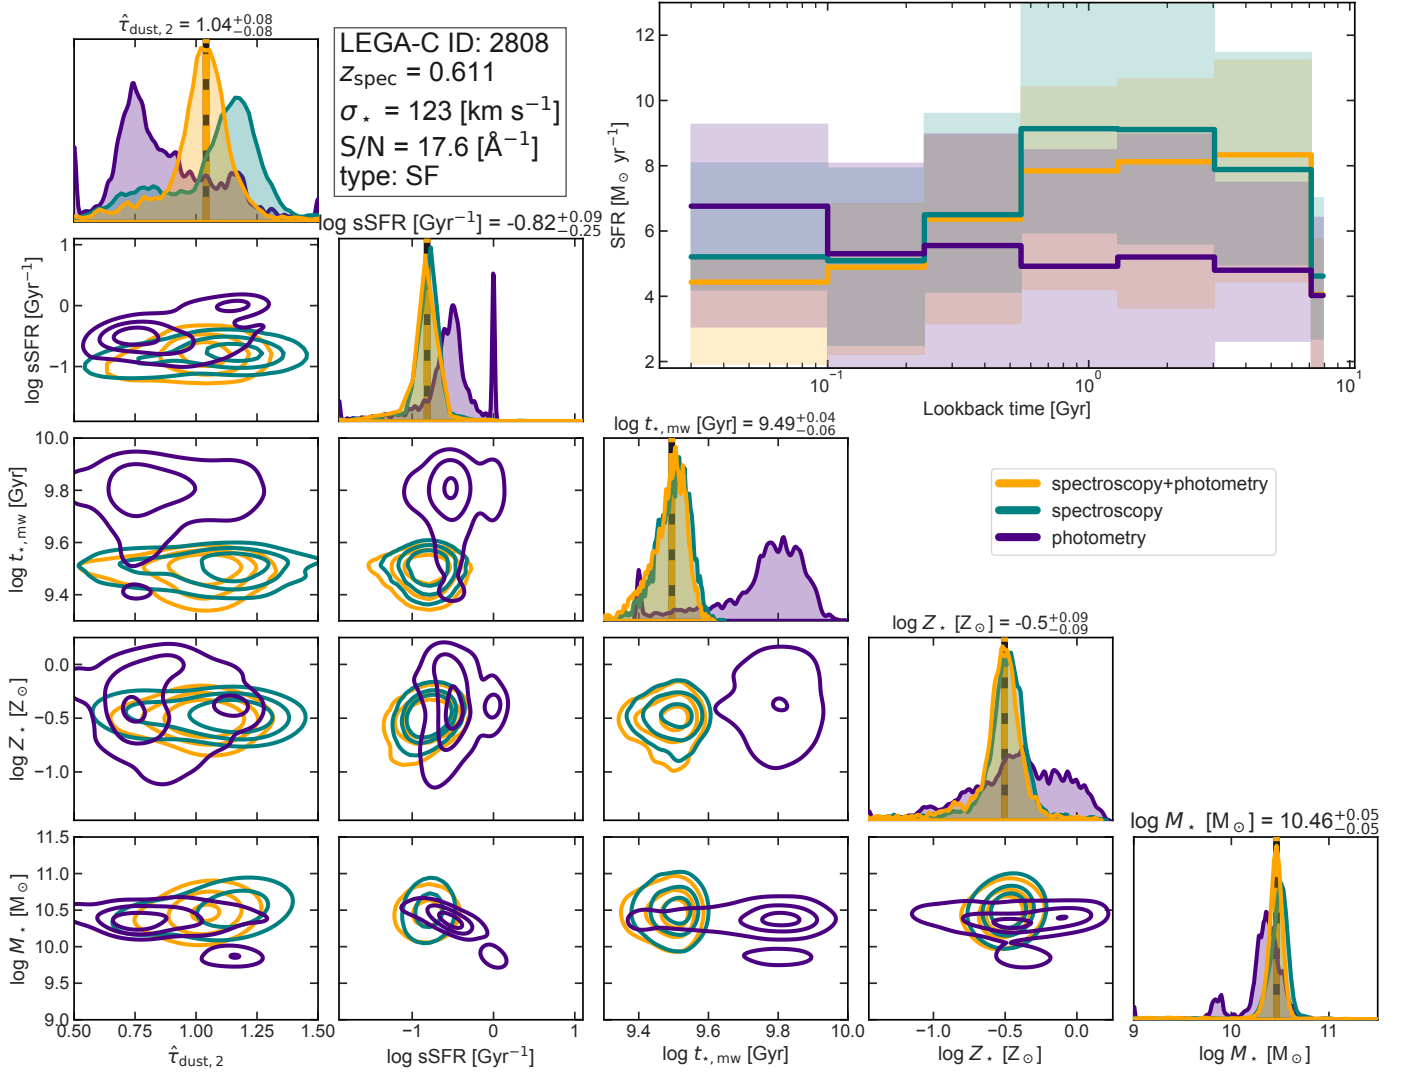 τ̂dust, 2 = 1.04+0.08−0.08
LEGA-C ID: 2808
zspec = 0.611
σ⋆ = 123 [km s−1]
S/N = 17.6 [Å−1]
type: SF
12
10
8
6
4
2
SFR [M⊙ yr−1]
10−1
100
101
Lookback time [Gyr]
log sSFR [Gyr−1] = -0.82+0.09−0.25
1
0
−1
log sSFR [Gyr−1]
log t⋆, mw [Gyr] = 9.49+0.04−0.06
10.0
9.8
9.6
9.4
log t⋆, mw [Gyr]
spectroscopy+photometry
spectroscopy
photometry
log Z⋆ [Z⊙] = -0.5+0.09−0.09
0.0
−0.5
−1.0
log Z⋆ [Z⊙]
log M⋆ [M⊙] = 10.46+0.05−0.05
11.5
11.0
10.5
10.0
9.5
9.0
log M⋆ [M⊙]
0.50 0.75 1.00 1.25 1.50
−1 0 1
9.4 9.6 9.8 10.0
−1.0 −0.5 0.0
9 10 11
τ̂dust, 2
log sSFR [Gyr−1]
log t⋆, mw [Gyr]
log Z⋆ [Z⊙]
log M⋆ [M⊙]